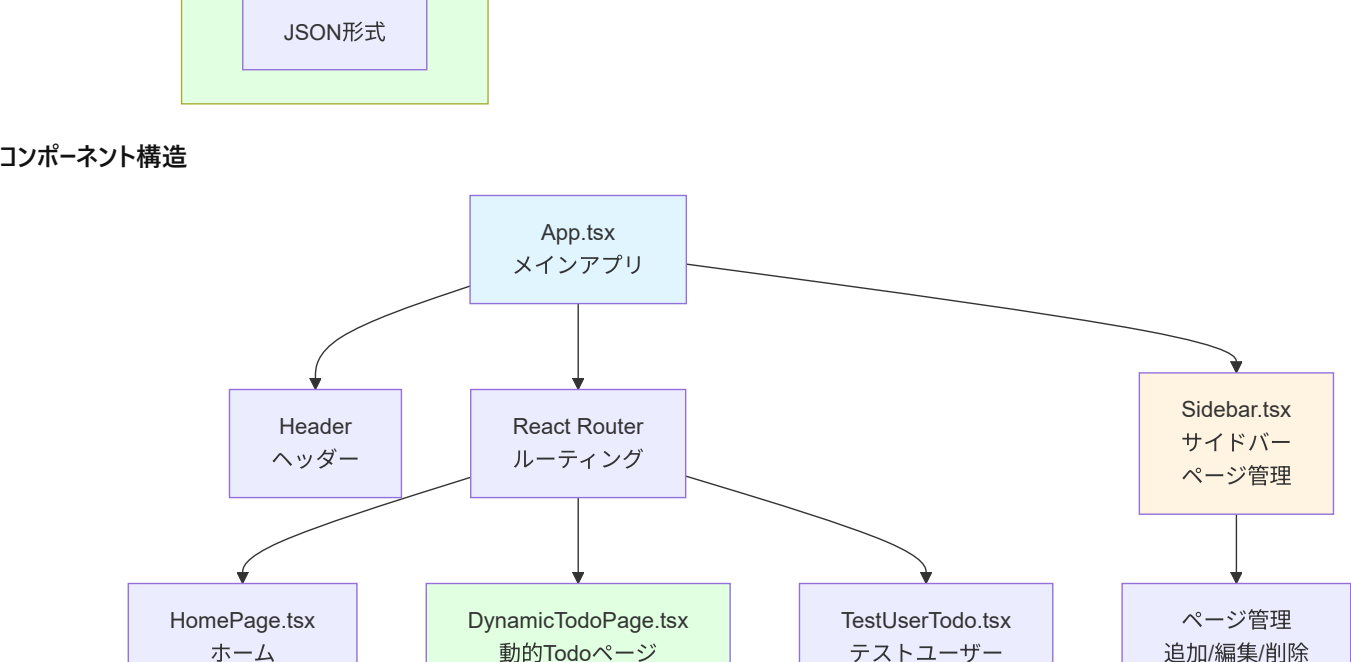 JSON形式
コンポーネント構造
App.tsx
メインアプリ
Header
ヘッダー
React Router
ルーティング
Sidebar.tsx
サイドバー
ページ管理
HomePage.tsx
ホーム
DynamicTodoPage.tsx
動的Todoページ
TestUserTodo.tsx
テストユーザー
ページ管理
追加/編集/削除